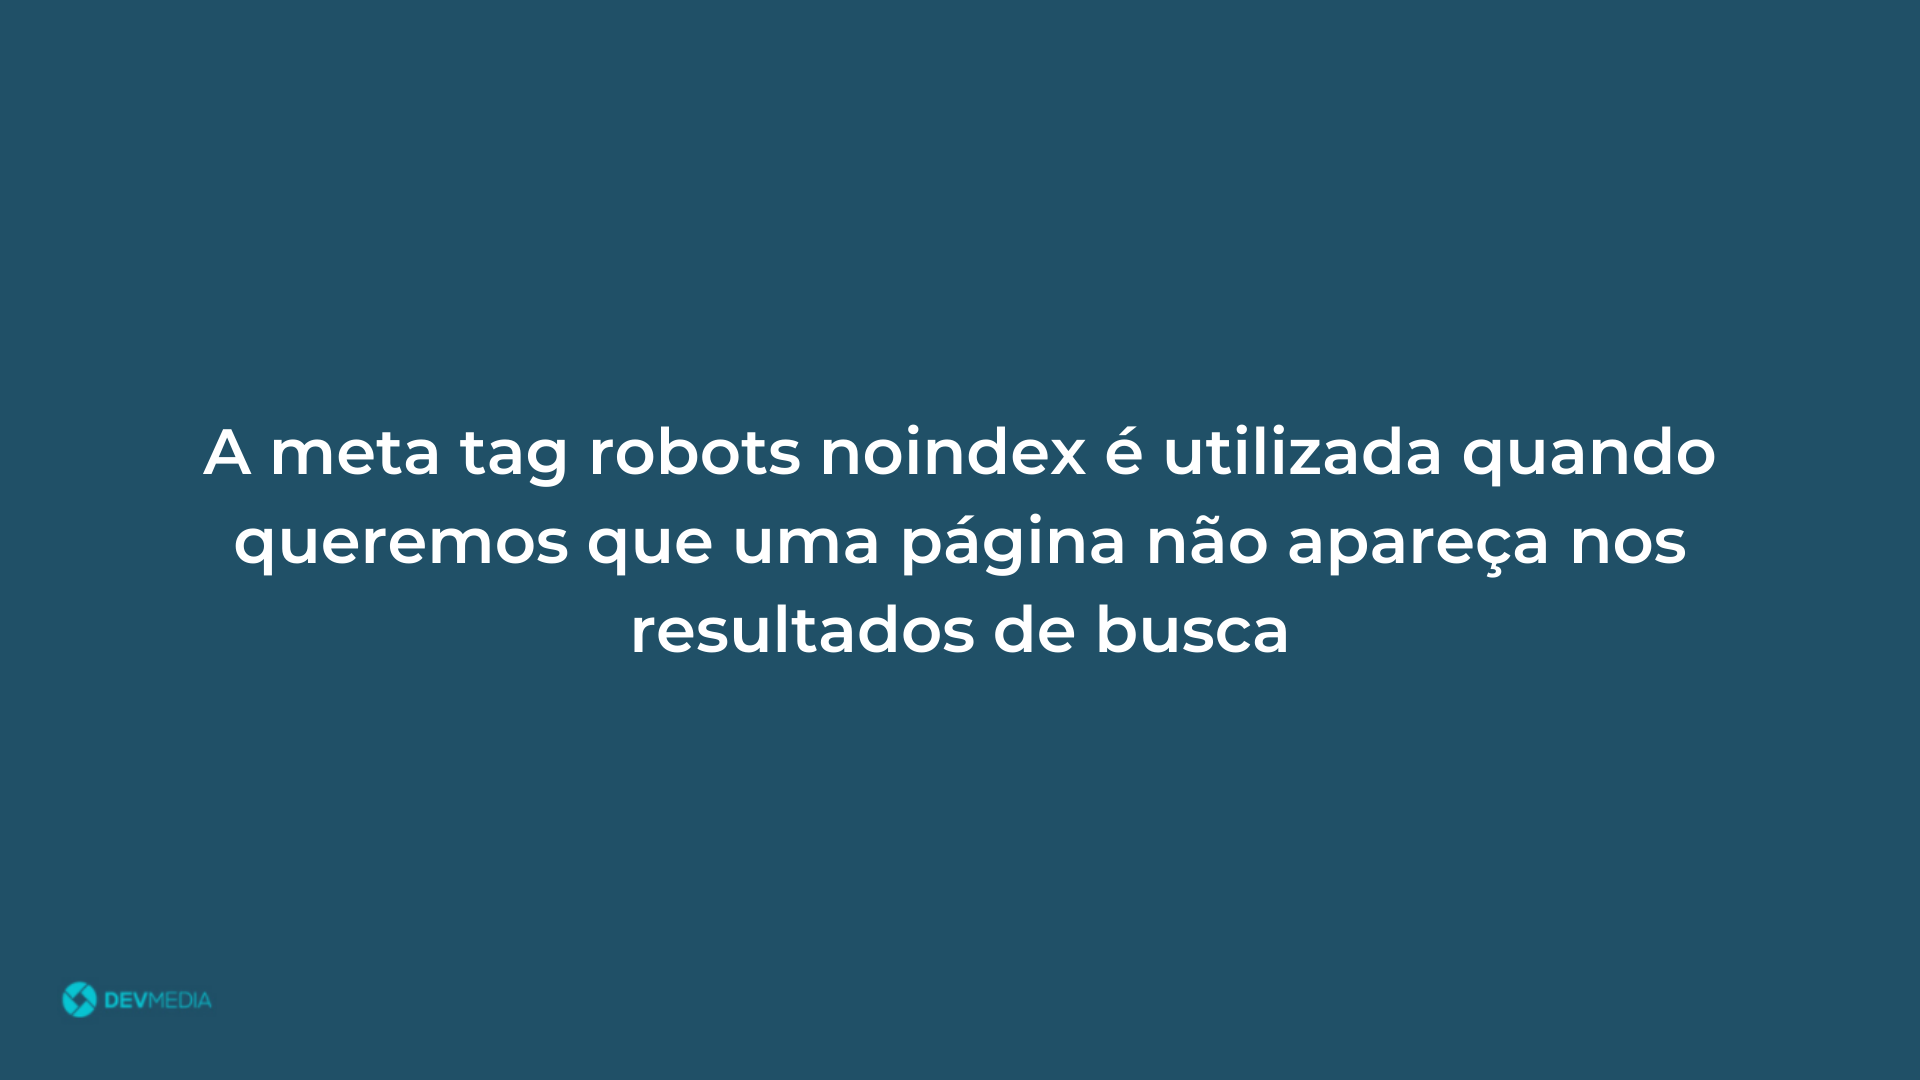 A meta tag robots noindex é utilizada quando
queremos que uma página não apareça nos
resultados de busca
DEVMEDIA